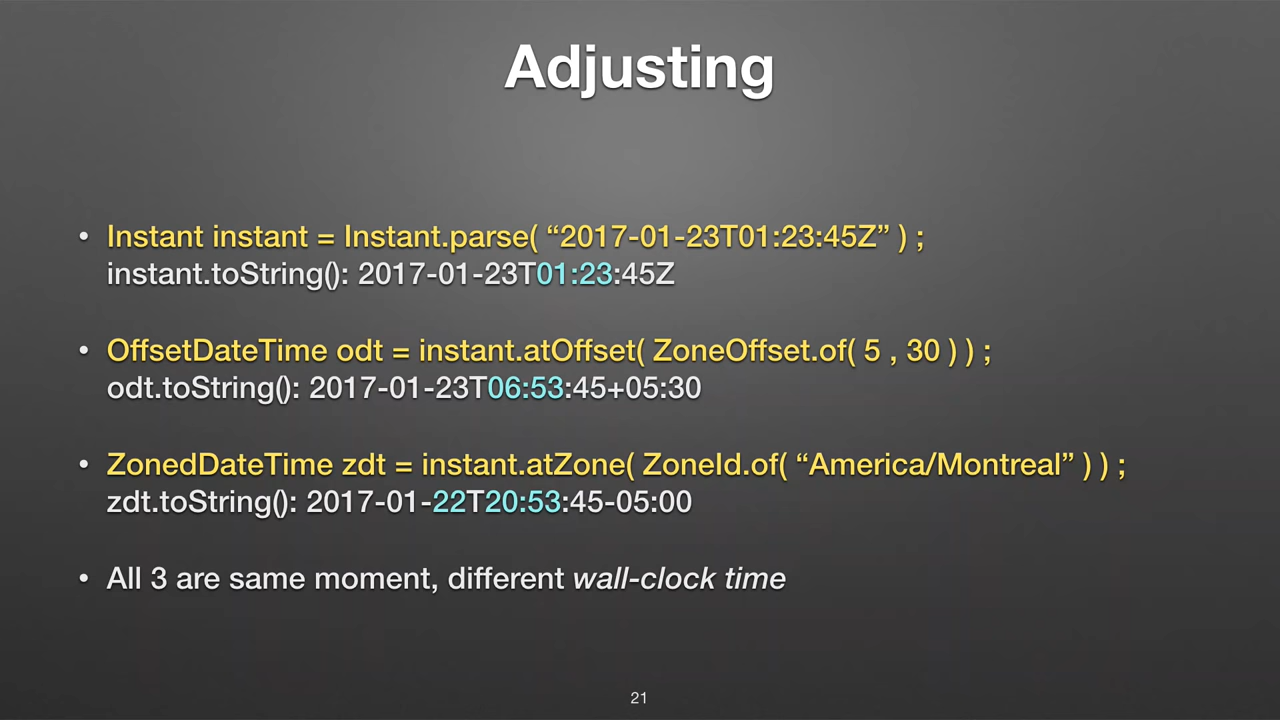 Adjusting
• Instant instant = Instant.parse( “2017-01-23T01:23:45Z” ) ;
instant.toString(): 2017-01-23T01:23:45Z
• OffsetDateTime odt = instant.atOffset( ZoneOffset.of( 5 , 30 ) ) ;
odt.toString(): 2017-01-23T06:53:45+05:30
• ZonedDateTime zdt = instant.atZone( ZoneId.of( “America/Montreal” ) ) ;
zdt.toString(): 2017-01-22T20:53:45-05:00
• All 3 are same moment, different wall-clock time
21